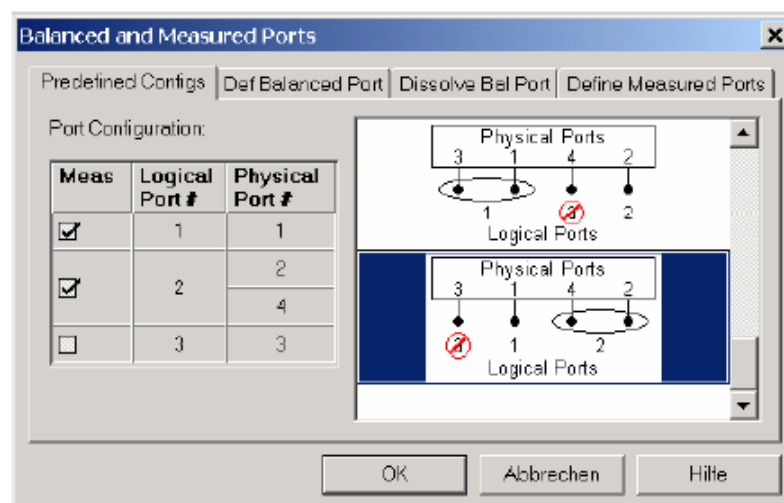 Balanced and Measured Ports
Predefined Configs Def Balanced Port Dissolve Bal Port Define Measured Ports
Port Configuration:
Meas Logical Port # Physical Port #
1 1
2 2
4
3 3
Physical Ports
3 1 4 2
1 3 2
Logical Ports
Physical Ports
3 1 4 2
3 1 2
Logical Ports
OK Abbrechen Hilfe